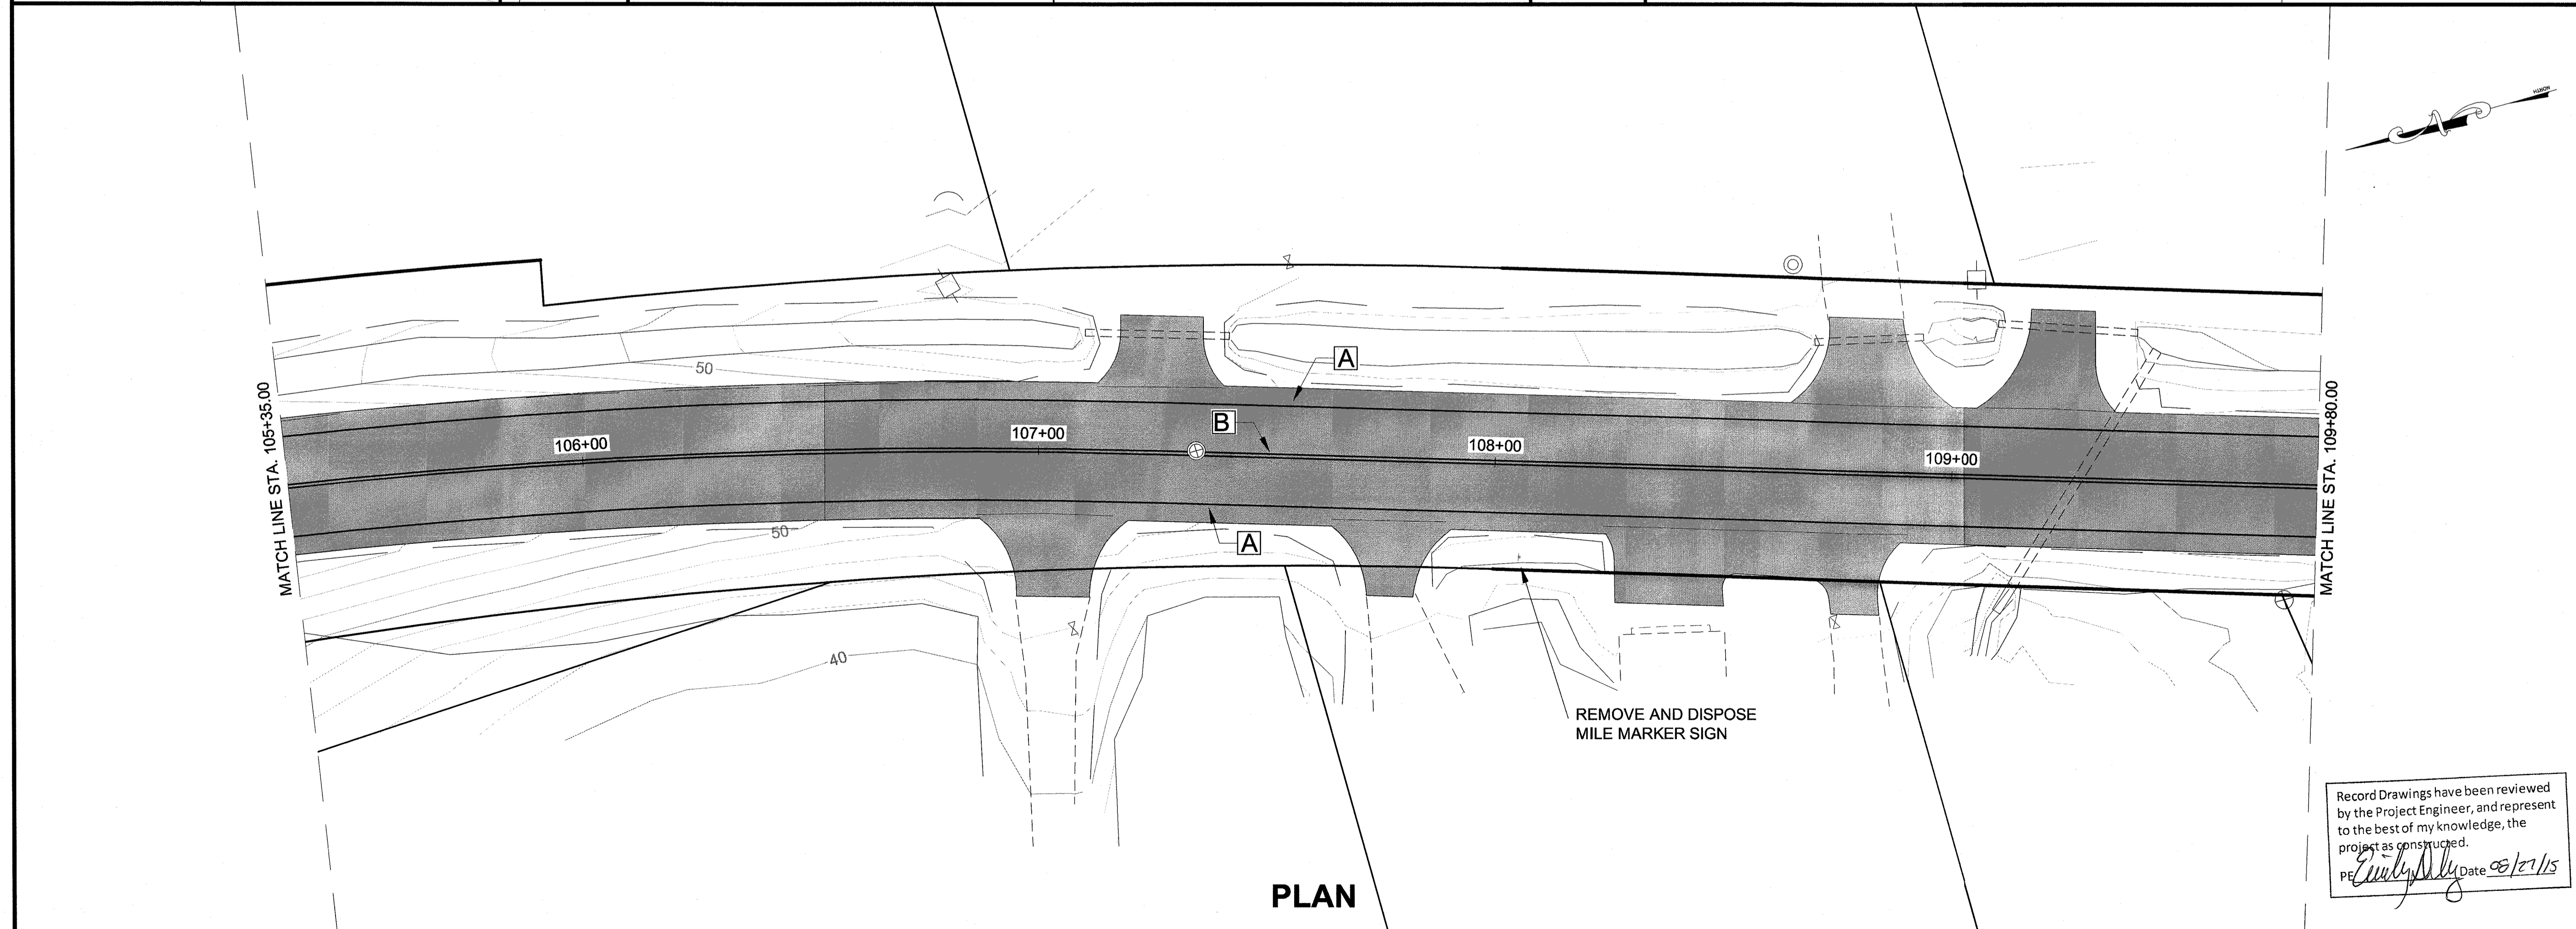 NORTH
N
50
A
B
MATCH LINE STA. 105+35.00
106+00
107+00
108+00
109+00
MATCH LINE STA. 109+80.00
50
A
40
REMOVE AND DISPOSE
MILE MARKER SIGN
Record Drawings have been reviewed
by the Project Engineer, and represent
to the best of my knowledge, the
project as constructed.
PE Emily Date 08/27/15
PLAN